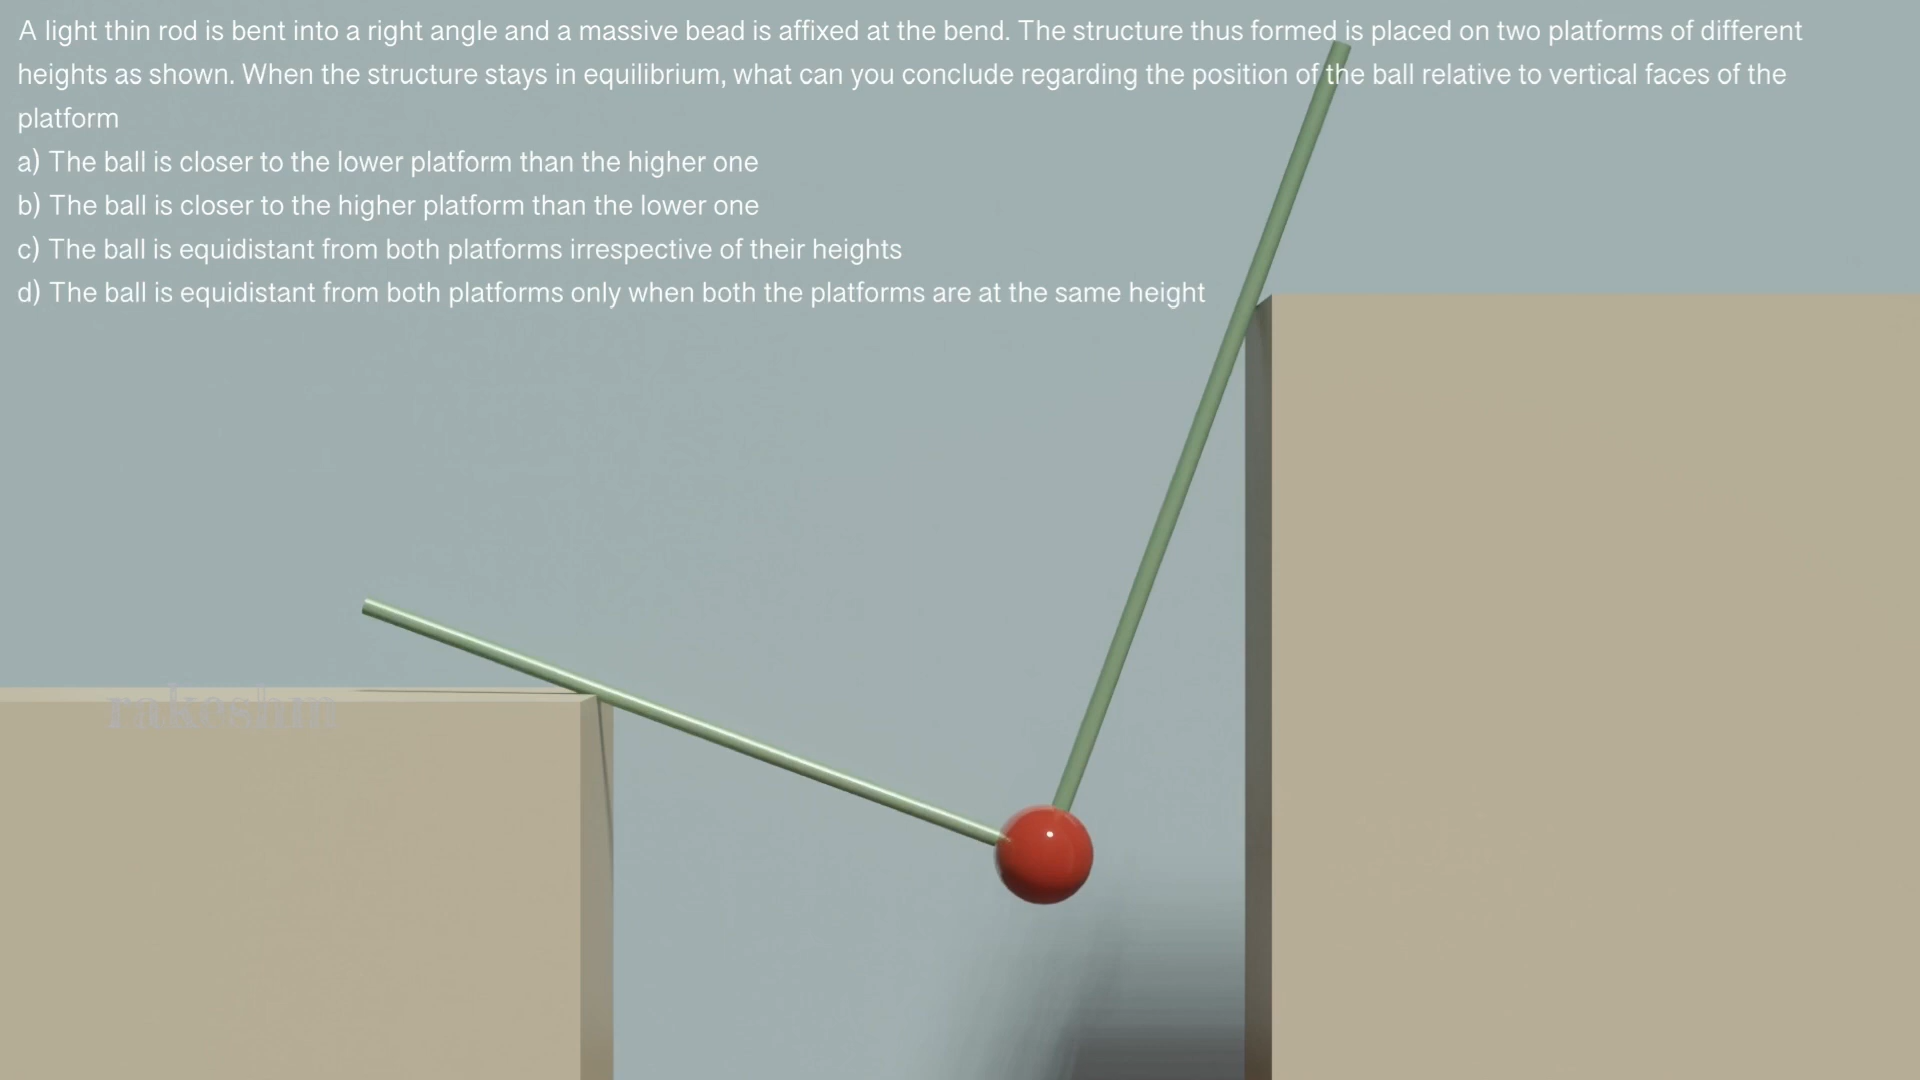 A light thin rod is bent into a right angle and a massive bead is affixed at the bend. The structure thus formed is placed on two platforms of different
heights as shown. When the structure stays in equilibrium, what can you conclude regarding the position of the ball relative to vertical faces of the
platform
a) The ball is closer to the lower platform than the higher one
b) The ball is closer to the higher platform than the lower one
c) The ball is equidistant from both platforms irrespective of their heights
d) The ball is equidistant from both platforms only when both the platforms are at the same height
rakeshm